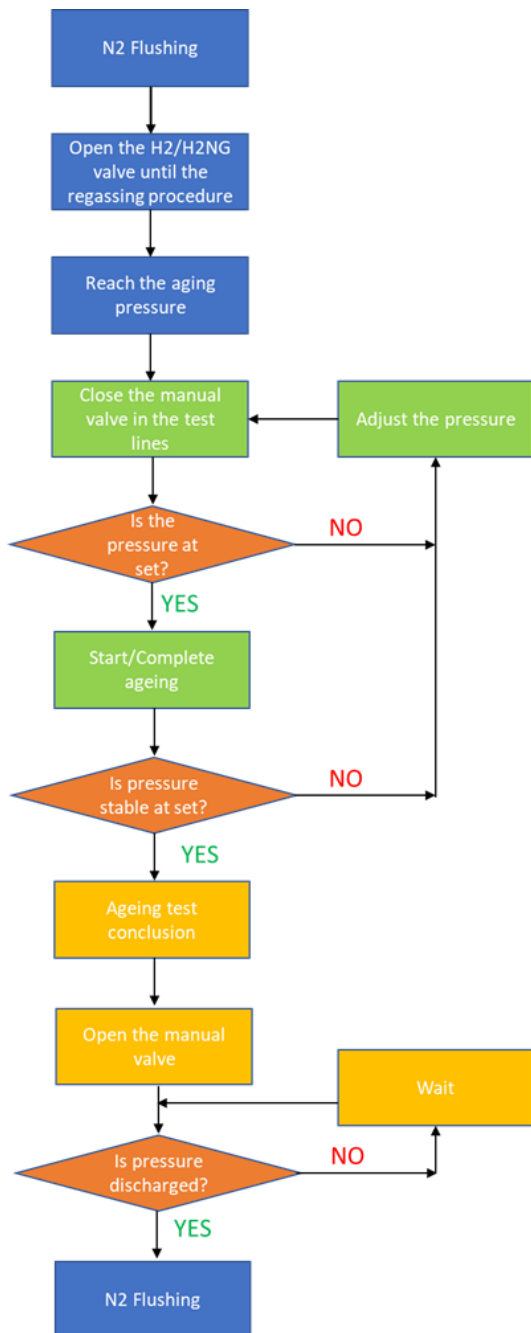 N2 Flushing
Open the H2/H2NG
valve until the
regassing procedure
Reach the aging
pressure
Close the manual
valve in the test
lines
Adjust the pressure
Is the
pressure at
set?
NO
YES
Start/Complete
ageing
Is pressure
stable at set?
NO
YES
Ageing test
conclusion
Open the manual
valve
Wait
Is pressure
discharged?
NO
YES
N2 Flushing